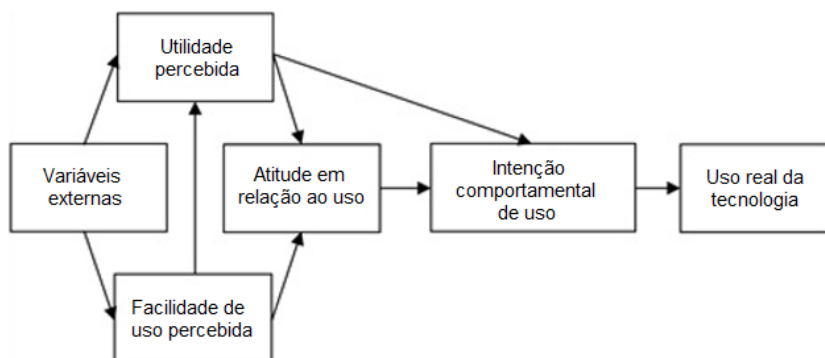 Utilidade
percebida
Variáveis
externas
Atitude em
relação ao uso
Intenção
comportamental
de uso
Uso real da
tecnologia
Facilidade de
uso percebida